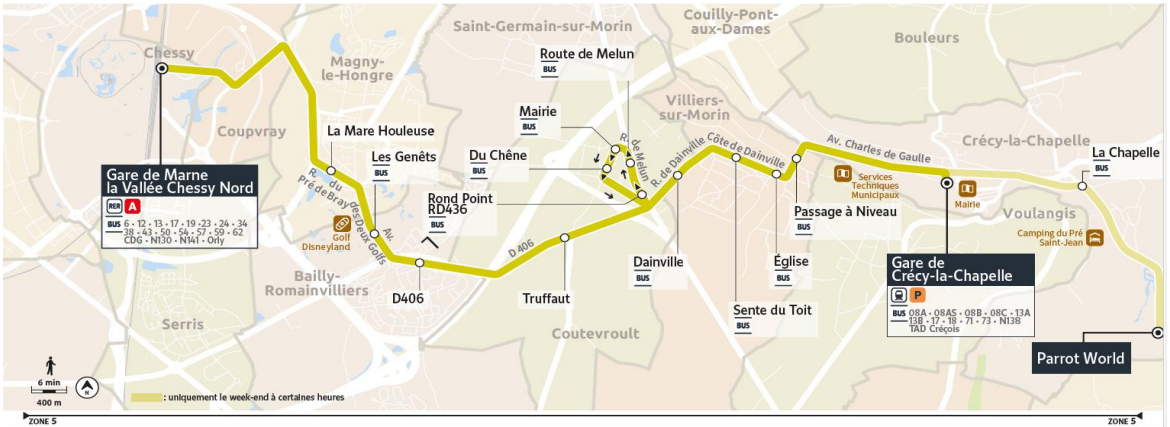 Chessy
Magny-
le-Hongre
Saint-Germain-sur-Morin
Couilly-Pont-
aux-Dames
Bouleurs
Coupvray
Villiers-
sur-Morin
Crécy-la-Chapelle
Voulangis
Bailly-
Romainvilliers
Serris
Coutevroult
Gare de Marne
la Vallée Chessy Nord
RER A
BUS 6 • 12 • 13 • 17 • 19 • 23 • 24 • 34
38 • 43 • 50 • 54 • 57 • 59 • 62
CDG • N130 • N141 • Orly
La Mare Houleuse
BUS
Les Genêts
BUS
R. du
Pré de Bray
Av.
des Deux Golfs
Golf
Disneyland
D406
D 406
Truffaut
Rond Point
RD436
BUS
Du Chêne
BUS
Mairie
BUS
Route de Melun
BUS
R. de Melun
R. de Dainville
Dainville
BUS
Côte de Dainville
Sente du Toit
BUS
Église
BUS
Passage à Niveau
BUS
Av. Charles de Gaulle
Services
Techniques
Municipaux
Mairie
Gare de
Crécy-la-Chapelle
P
BUS 08A • 08AS • 08B • 08C • 13A
13B • 17 • 18 • 71 • 73 • N138
TAD Créçois
La Chapelle
BUS
Camping du Pré
Saint-Jean
Parrot World
6 min
400 m
N
: uniquement le week-end à certaines heures
ZONE 5
ZONE 5